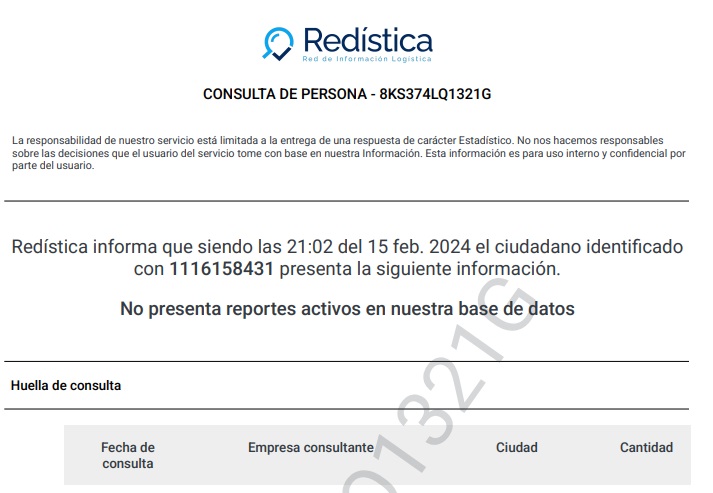 Redística
Red de Información Logística
CONSULTA DE PERSONA - 8KS374LQ1321G
La responsabilidad de nuestro servicio está limitada a la entrega de una respuesta de carácter Estadístico. No nos hacemos responsables
sobre las decisiones que el usuario del servicio tome con base en nuestra Información. Esta información es para uso interno y confidencial por
parte del usuario.
Redística informa que siendo las 21:02 del 15 feb. 2024 el ciudadano identificado
con 1116158431 presenta la siguiente información.
No presenta reportes activos en nuestra base de datos
Huella de consulta
Fecha de
consulta
Empresa consultante
Ciudad
Cantidad